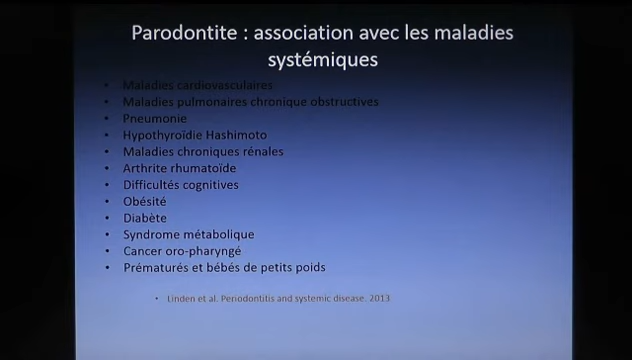 Parodontite : association avec les maladies
systémiques
• Maladies cardiovasculaires
• Maladies pulmonaires chronique obstructives
• Pneumonie
• Hypothyroïdie Hashimoto
• Maladies chroniques rénales
• Arthrite rhumatoïde
• Difficultés cognitives
• Obésité
• Diabète
• Syndrome métabolique
• Cancer oro-pharyngé
• Prématurés et bébés de petits poids
• Linden et al. Periodontitis and systemic disease. 2013